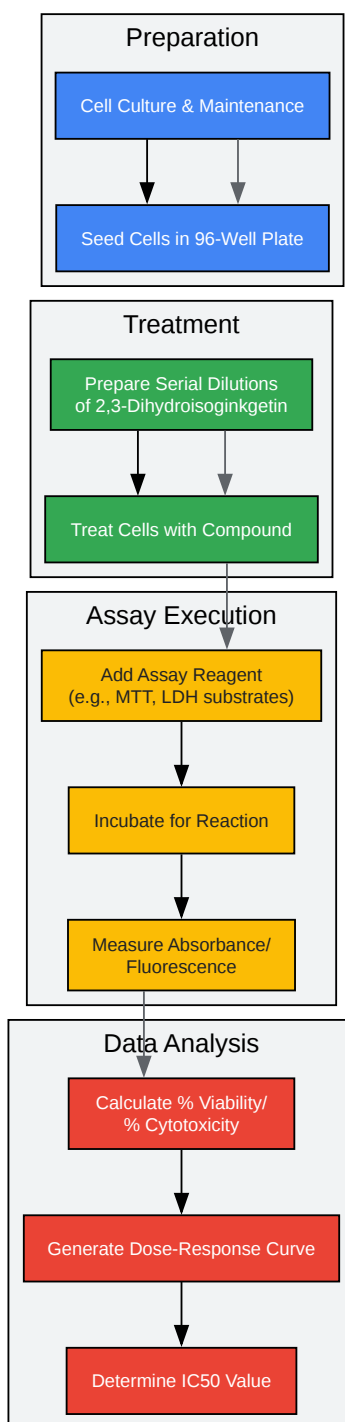 Preparation
Cell Culture & Maintenance
Seed Cells in 96-Well Plate
Treatment
Prepare Serial Dilutions
of 2,3-Dihydroisoginkgetin
Treat Cells with Compound
Assay Execution
Add Assay Reagent
(e.g., MTT, LDH substrates)
Incubate for Reaction
Measure Absorbance/
Fluorescence
Data Analysis
Calculate % Viability/
% Cytotoxicity
Generate Dose-Response Curve
Determine IC50 Value